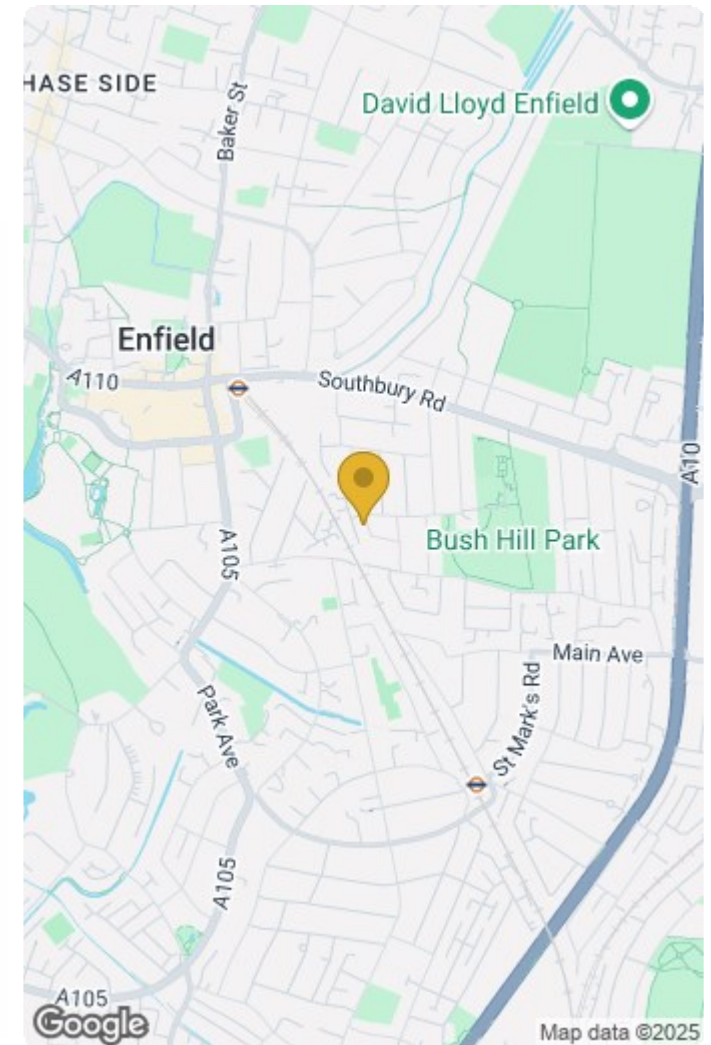 HASE SIDE
Baker St
David Lloyd Enfield
Enfield
A110
Southbury Rd
A10
A105
Bush Hill Park
Main Ave
St Mark's Rd
Park Ave
A105
A105
Google
Map data ©2025